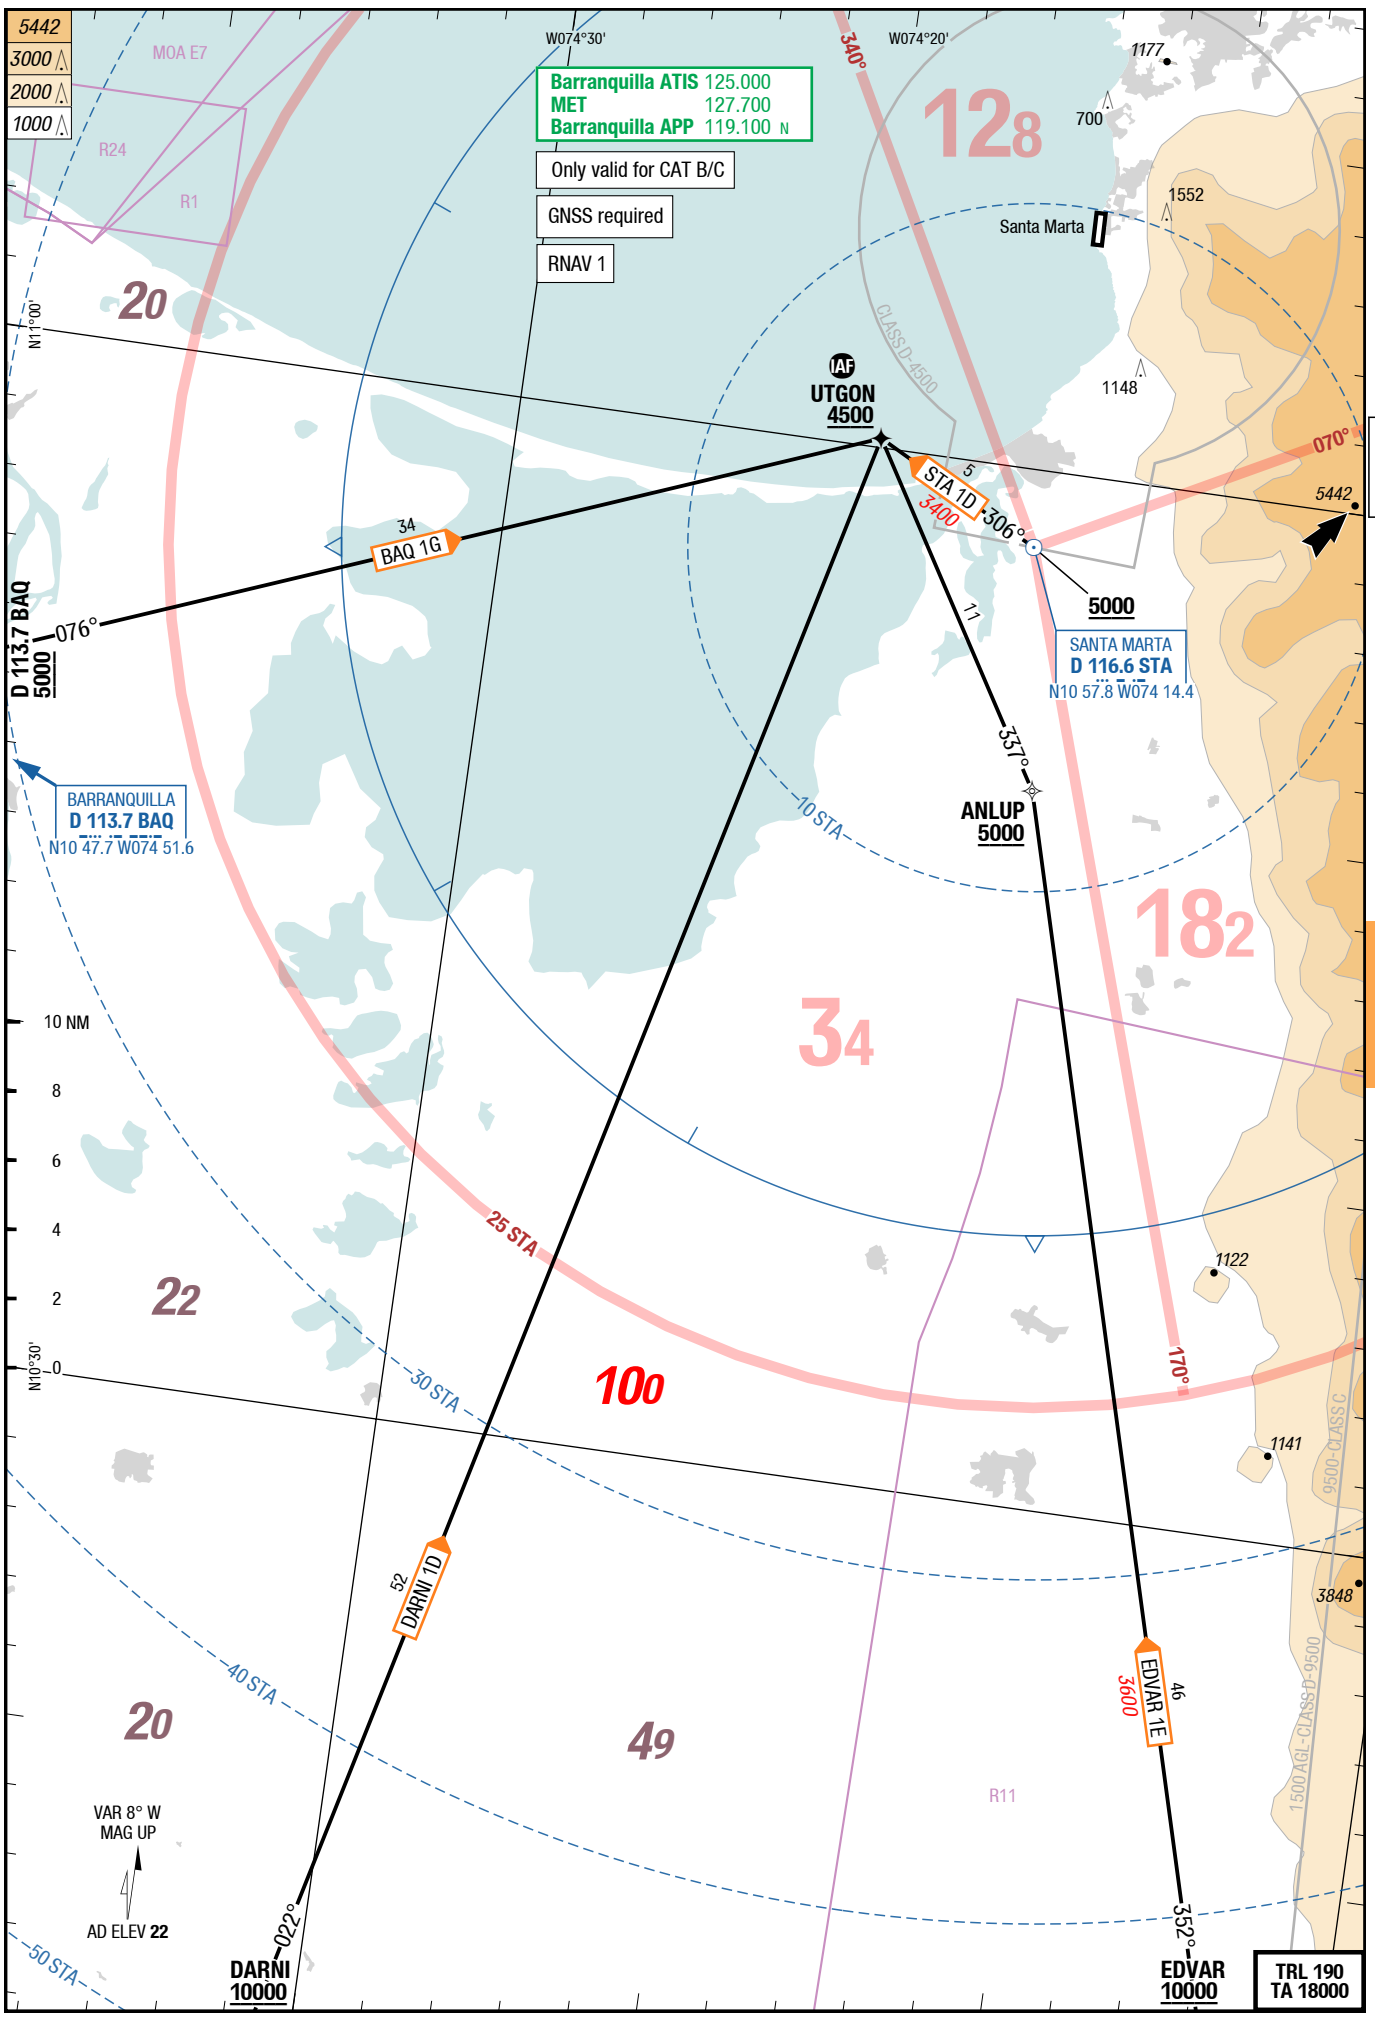 5442
3000
2000
1000
MOA E7
R24
R1
W074°30'
W074°20'
340°
1177
Barranquilla ATIS 125.000
MET 127.700
Barranquilla APP 119.100 N
Only valid for CAT B/C
GNSS required
RNAV 1
128
700
1552
Santa Marta
20
N11°00'
CLASS D-4500
IAF
UTGON
4500
1148
070°
5442
5
STA 1D
3400
306°
34
BAQ 1G
076°
D 113.7 BAQ
5000
5000
11
SANTA MARTA
D 116.6 STA
N10 57.8 W074 14.4
337°
BARRANQUILLA
D 113.7 BAQ
N10 47.7 W074 51.6
10 STA
ANLUP
5000
182
34
10 NM
8
6
4
2
0
25 STA
22
1122
N10°30'
30 STA
100
170°
1141
9500-CLASS C
52
DARNI 1D
3848
40 STA
20
49
EDVAR 1E
46
3600
1500 AGL-CLASS D-9500
R11
VAR 8° W
MAG UP
AD ELEV 22
50 STA
022°
DARNI
10000
352°
EDVAR
10000
TRL 190
TA 18000